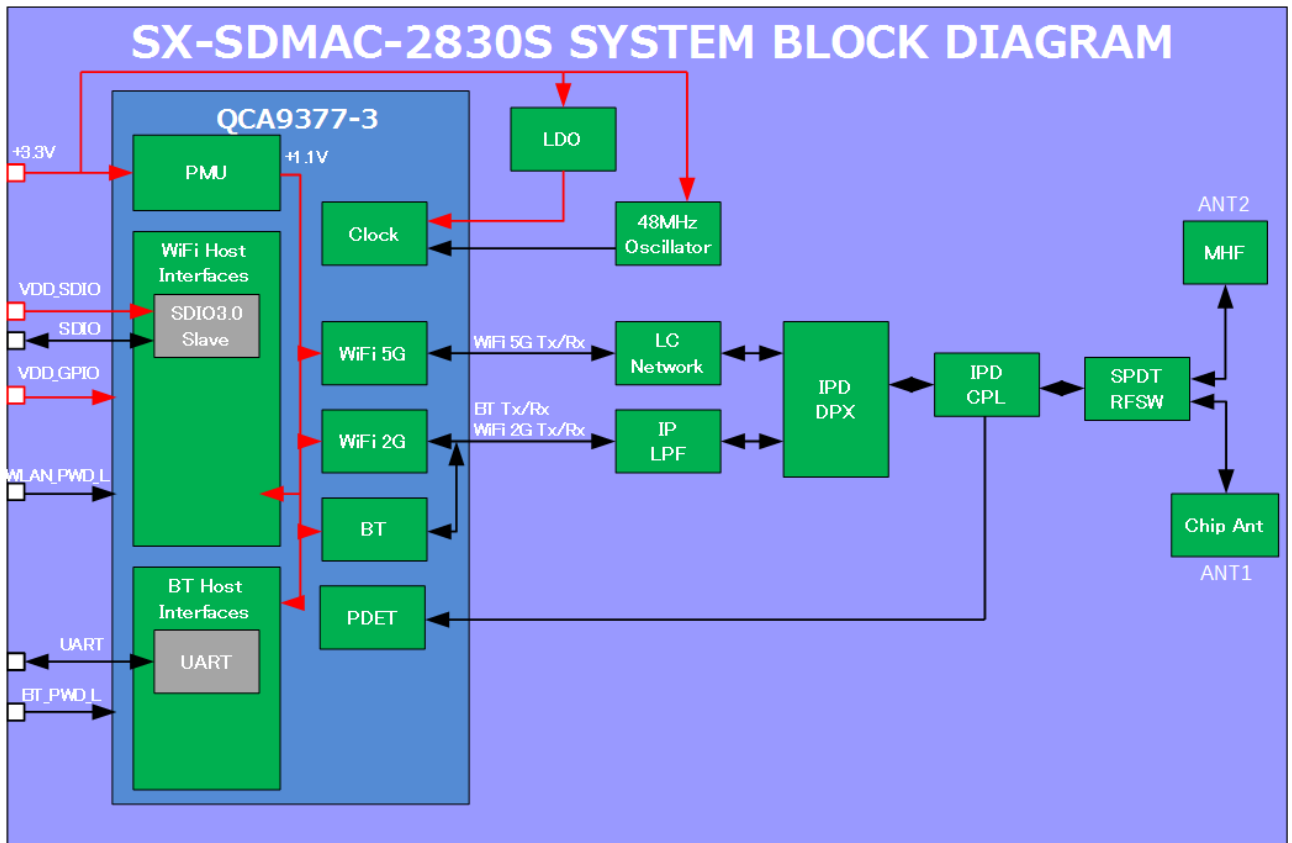 SX-SDMAC-2830S SYSTEM BLOCK DIAGRAM
QCA9377-3
LDO
+3.3V
PMU
+1.1V
Clock
48MHz
Oscillator
ANT2
MHF
WiFi Host
Interfaces
VDD_SDIO
SDIO3.0
Slave
SDIO
VDD_GPIO
WiFi 5G
WiFi 5G Tx/Rx
LC
Network
IPD
DPX
IPD
CPL
SPDT
RFSW
WiFi 2G
BT Tx/Rx
WiFi 2G Tx/Rx
IP
LPF
WLAN_PWD_L
BT
Chip Ant
ANT1
BT Host
Interfaces
PDET
UART
UART
BT_PWD_L